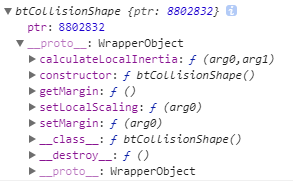 ▼ btCollisionShape {ptr: 8802832} i
ptr: 8802832
▼ __proto__: WrapperObject
▶ calculateLocalInertia: ƒ (arg0,arg1)
▶ constructor: ƒ btCollisionShape()
▶ getMargin: ƒ ()
▶ setLocalScaling: ƒ (arg0)
▶ setMargin: ƒ (arg0)
▶ __class__: ƒ btCollisionShape()
▶ __destroy__: ƒ ()
▶ __proto__: WrapperObject